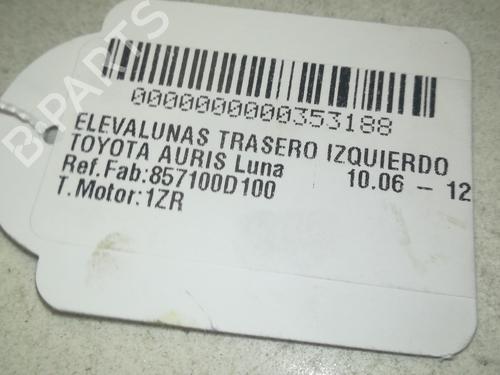 B-PARTS
0000000000353188
ELEVALUNAS TRASERO IZQUIERDO
TOYOTA AURIS Luna 10.06 – 12
Ref.Fab:857100D100
T.Motor:1ZR